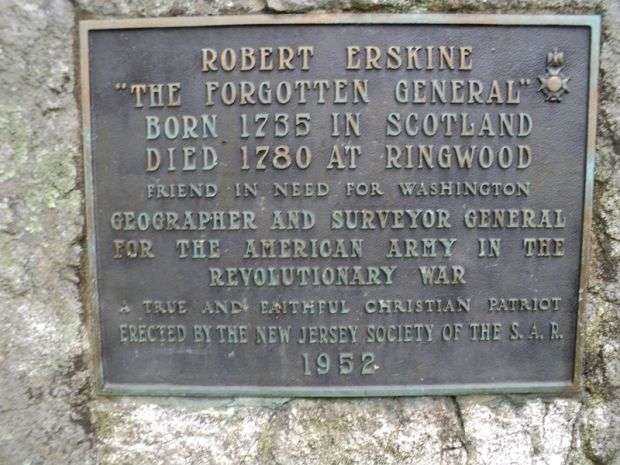 ROBERT ERSKINE
"THE FORGOTTEN GENERAL"
BORN 1735 IN SCOTLAND
DIED 1780 AT RINGWOOD
FRIEND IN NEED FOR WASHINGTON
GEOGRAPHER AND SURVEYOR GENERAL
FOR THE AMERICAN ARMY IN THE
REVOLUTIONARY WAR
A TRUE AND FAITHFUL CHRISTIAN PATRIOT
ERECTED BY THE NEW JERSEY SOCIETY OF THE S. A. R.
1952